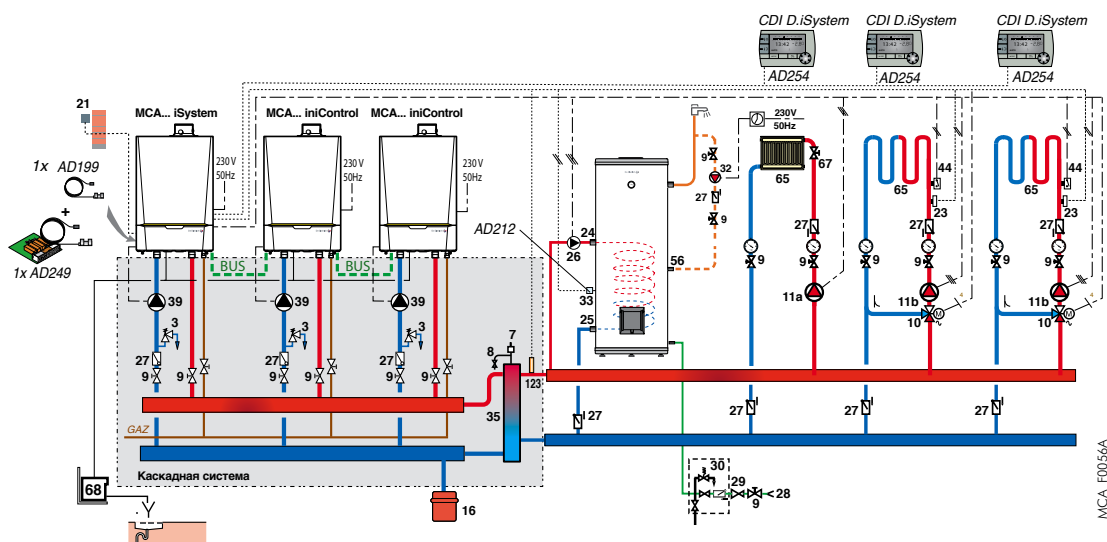 CDI D.iSystem CDI D.iSystem CDI D.iSystem
AD254 AD254 AD254
21
MCA... iSystem MCA... iniControl MCA... iniControl
230 V 50Hz
230 V 50Hz
230 V 50Hz
1x AD199
+
1x AD249
BUS BUS
39 39 39
3 3 3
27 27 27
9 9 9 9 9 9
GAZ
Каскадная система
68
16
7
8
35
123
AD212
24
26
33
25
56
9
32
27
9
230V
50Hz
65
67
27
9 9
11a
65
44
23
27
9 9
11b
10
M
4
65
44
23
27
9 9
11b
10
M
4
27 27 27 27
30
29
9
28
MCA_F0056A